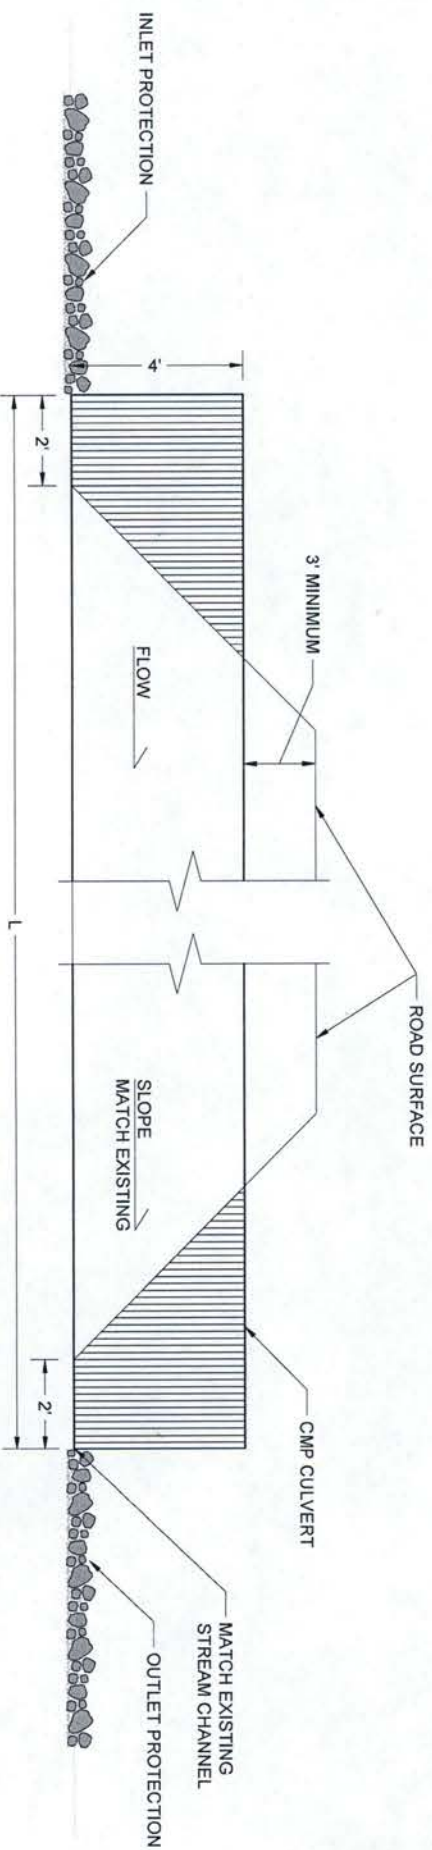 ROAD SURFACE
3' MINIMUM
CMP CULVERT
4'
INLET PROTECTION
FLOW
SLOPE
MATCH EXISTING
MATCH EXISTING
STREAM CHANNEL
OUTLET PROTECTION
2'
2'
L